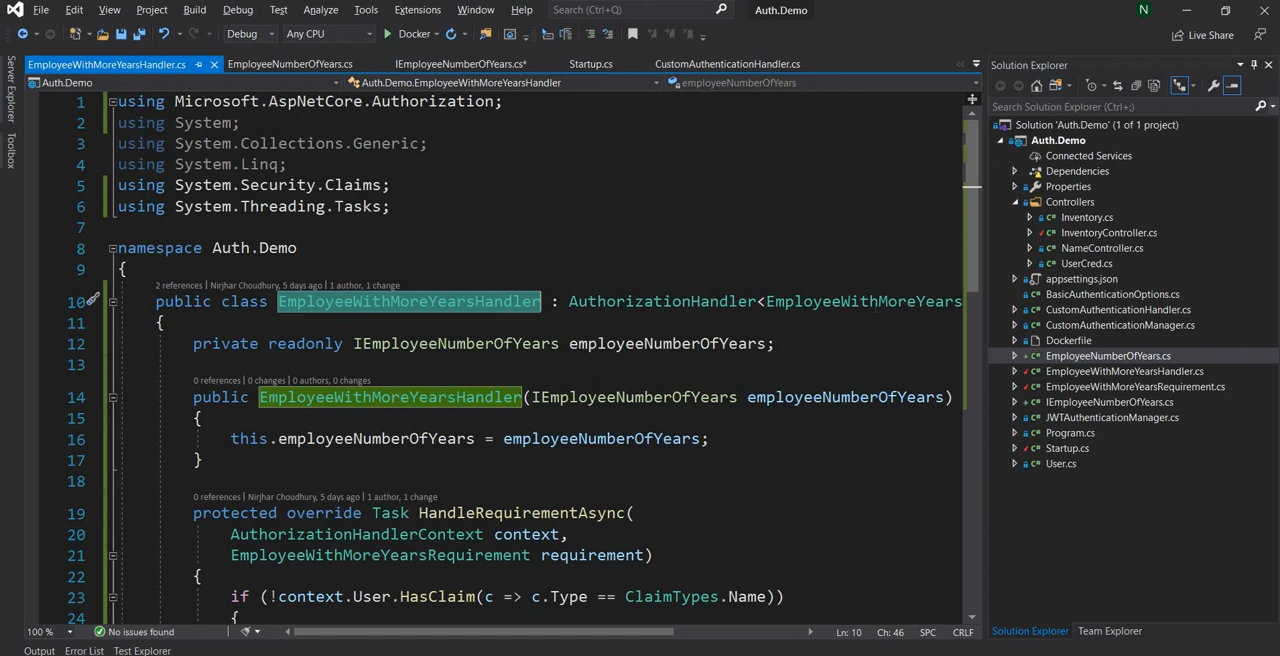 File Edit View Project Build Debug Test Analyze Tools Extensions Window Help Search (Ctrl+;) Auth.Demo N
Debug Any CPU Docker Live Share
EmployeeWithMoreYearsHandler.cs EmployeeNumberOfYears.cs IEmployeeNumberOfYears.cs* Startup.cs CustomAuthenticationHandler.cs
Auth.Demo Auth.Demo.EmployeeWithMoreYearsHandler employeeNumberOfYears
Server Explorer
Toolbox
1 using Microsoft.AspNetCore.Authorization;
2 using System;
3 using System.Collections.Generic;
4 using System.Linq;
5 using System.Security.Claims;
6 using System.Threading.Tasks;
7
8 namespace Auth.Demo
9 {
2 references | Nirjhar Choudhury, 5 days ago | 1 author, 1 change
10 public class EmployeeWithMoreYearsHandler : AuthorizationHandler<EmployeeWithMoreYears
11 {
12 private readonly IEmployeeNumberOfYears employeeNumberOfYears;
13
0 references | 0 changes | 0 authors, 0 changes
14 public EmployeeWithMoreYearsHandler(IEmployeeNumberOfYears employeeNumberOfYears)
15 {
16 this.employeeNumberOfYears = employeeNumberOfYears;
17 }
18
0 references | Nirjhar Choudhury, 5 days ago | 1 author, 1 change
19 protected override Task HandleRequirementAsync(
20 AuthorizationHandlerContext context,
21 EmployeeWithMoreYearsRequirement requirement)
22 {
23 if (!context.User.HasClaim(c => c.Type == ClaimTypes.Name))
24 {
100 % No issues found Ln: 10 Ch: 46 SPC CRLF
Output Error List Test Explorer
Solution Explorer
Search Solution Explorer (Ctrl+;)
Solution 'Auth.Demo' (1 of 1 project)
Auth.Demo
Connected Services
Dependencies
Properties
Controllers
Inventory.cs
InventoryController.cs
NameController.cs
UserCred.cs
appsettings.json
BasicAuthenticationOptions.cs
CustomAuthenticationHandler.cs
CustomAuthenticationManager.cs
Dockerfile
EmployeeNumberOfYears.cs
EmployeeWithMoreYearsHandler.cs
EmployeeWithMoreYearsRequirement.cs
IEmployeeNumberOfYears.cs
JWTAuthenticationManager.cs
Program.cs
Startup.cs
User.cs
Solution Explorer Team Explorer